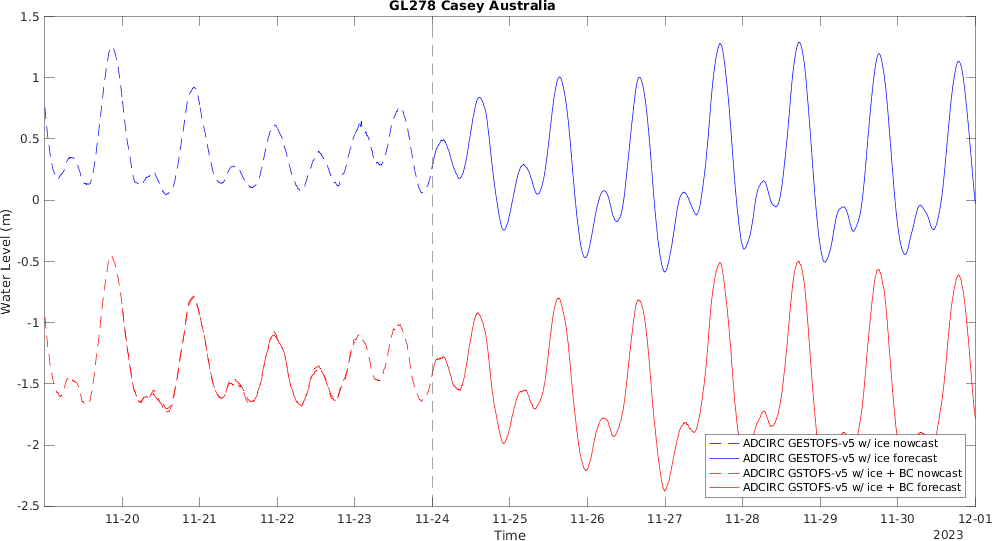 GL278 Casey Australia
1.5
1
0.5
0
-0.5
-1
-1.5
-2
-2.5
Water Level (m)
ADCIRC GESTOFS-v5 w/ ice nowcast
ADCIRC GESTOFS-v5 w/ ice forecast
ADCIRC GSTOFS-v5 w/ ice + BC nowcast
ADCIRC GSTOFS-v5 w/ ice + BC forecast
11-20 11-21 11-22 11-23 11-24 11-25 11-26 11-27 11-28 11-29 11-30 12-01
Time
2023